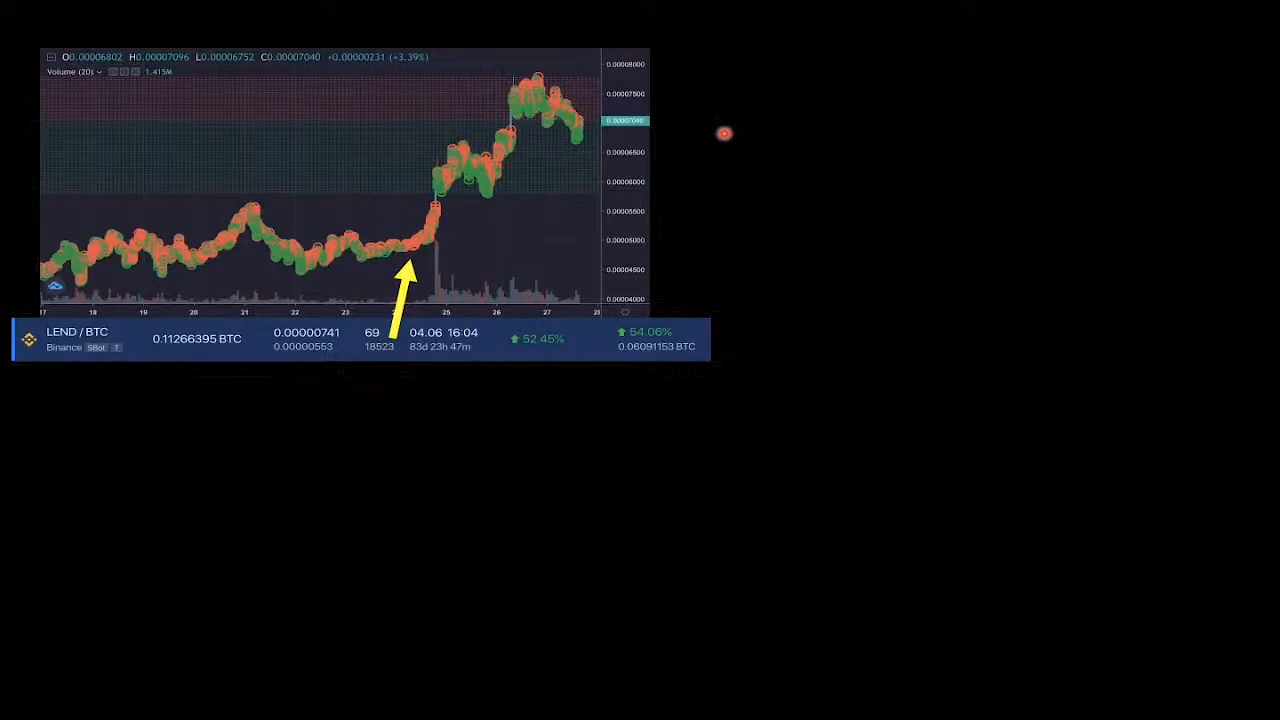 O0.00006802 H0.00007096 L0.00006752 C0.00007040 +0.00000231 (+3.39%)
Volume (20) 1.415M
0.00008000
0.00007500
0.00007040
0.00006500
0.00006000
0.00005500
0.00005000
0.00004500
0.00004000
17 18 19 20 21 22 23 25 26 27 28
LEND / BTC 0.11266395 BTC 0.00000741 69 04.06 16:04 52.45% 54.06%
Binance SBot T 0.00000553 18523 83d 23h 47m 0.06091153 BTC